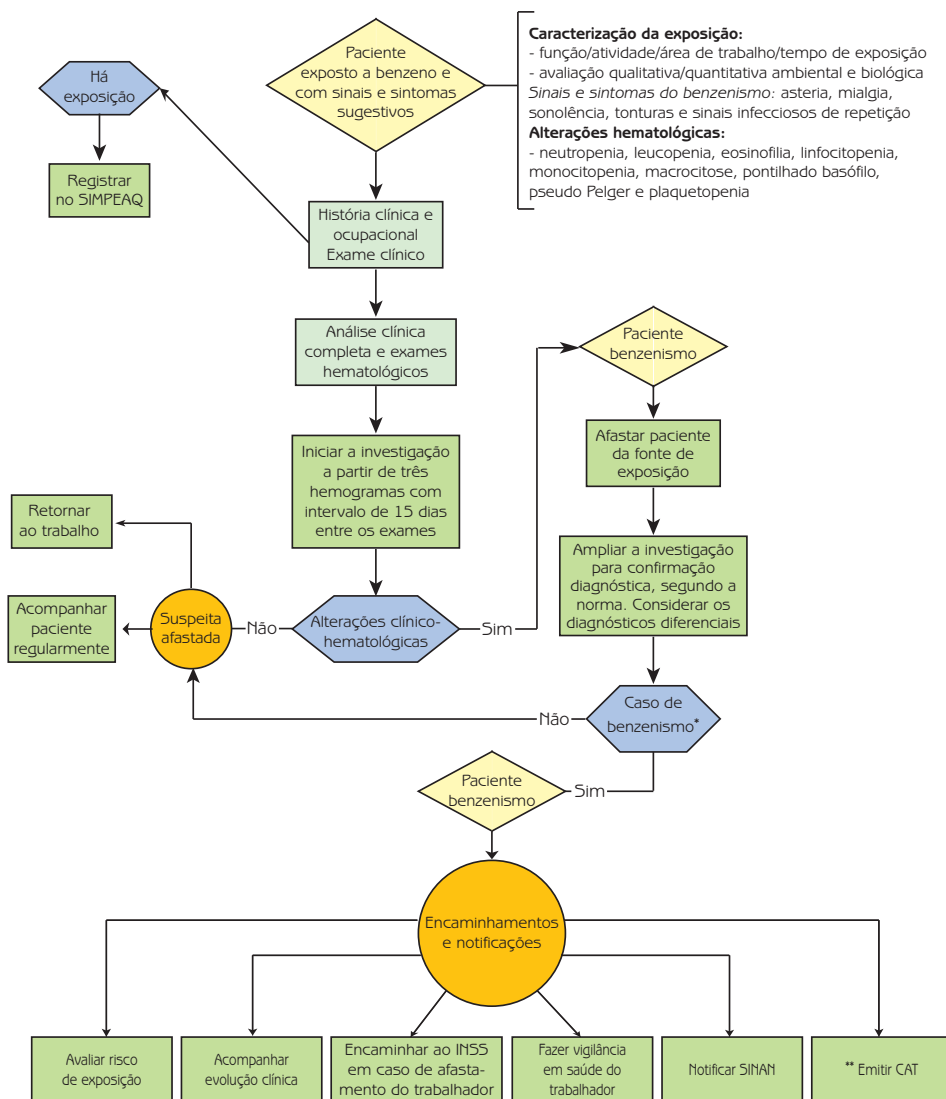 Paciente
exposto a benzeno e
com sinais e sintomas
sugestivos
Caracterização da exposição:
- função/atividade/área de trabalho/tempo de exposição
- avaliação qualitativa/quantitativa ambiental e biológica
Sinais e sintomas do benzenismo: asteria, mialgia,
sonolência, tonturas e sinais infecciosos de repetição
Alterações hematológicas:
- neutropenia, leucopenia, eosinofilia, linfocitopenia,
monocitopenia, macrocitose, pontilhado basófilo,
pseudo Pelger e plaquetopenia
Há
exposição
Registrar
no SIMPEAQ
História clínica e
ocupacional
Exame clínico
Análise clínica
completa e exames
hematológicos
Paciente
benzenismo
Iniciar a investigação
a partir de três
hemogramas com
intervalo de 15 dias
entre os exames
Afastar paciente
da fonte de
exposição
Retornar
ao trabalho
Ampliar a investigação
para confirmação
diagnóstica, segundo a
norma. Considerar os
diagnósticos diferenciais
Acompanhar
paciente
regularmente
Suspeita
afastada
Não
Alterações clínico-
hematológicas
Sim
Não
Caso de
benzenismo*
Paciente
benzenismo
Sim
Encaminhamentos
e notificações
Avaliar risco
de exposição
Acompanhar
evolução clínica
Encaminhar ao INSS
em caso de afasta-
mento do trabalhador
Fazer vigilância
em saúde do
trabalhador
Notificar SINAN
** Emitir CAT